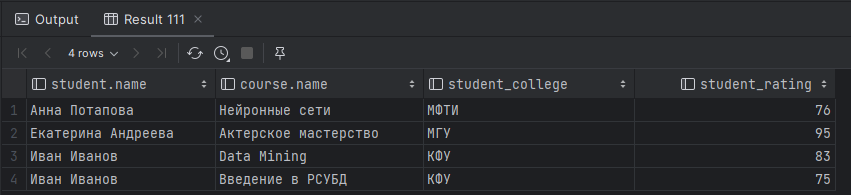 Output Result 111
4 rows
student.name course.name student_college student_rating
1 Анна Потапова Нейронные сети МФТИ 76
2 Екатерина Андреева Актерское мастерство МГУ 95
3 Иван Иванов Data Mining КФУ 83
4 Иван Иванов Введение в РСУБД КФУ 75